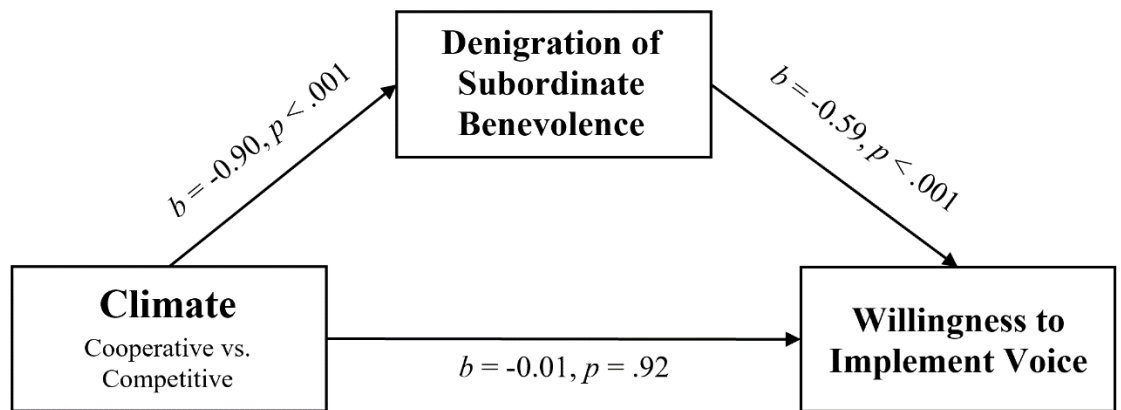 Denigration of
Subordinate
Benevolence
b = -0.90, p < .001
b = -0.59, p < .001
Climate
Cooperative vs.
Competitive
b = -0.01, p = .92
Willingness to
Implement Voice